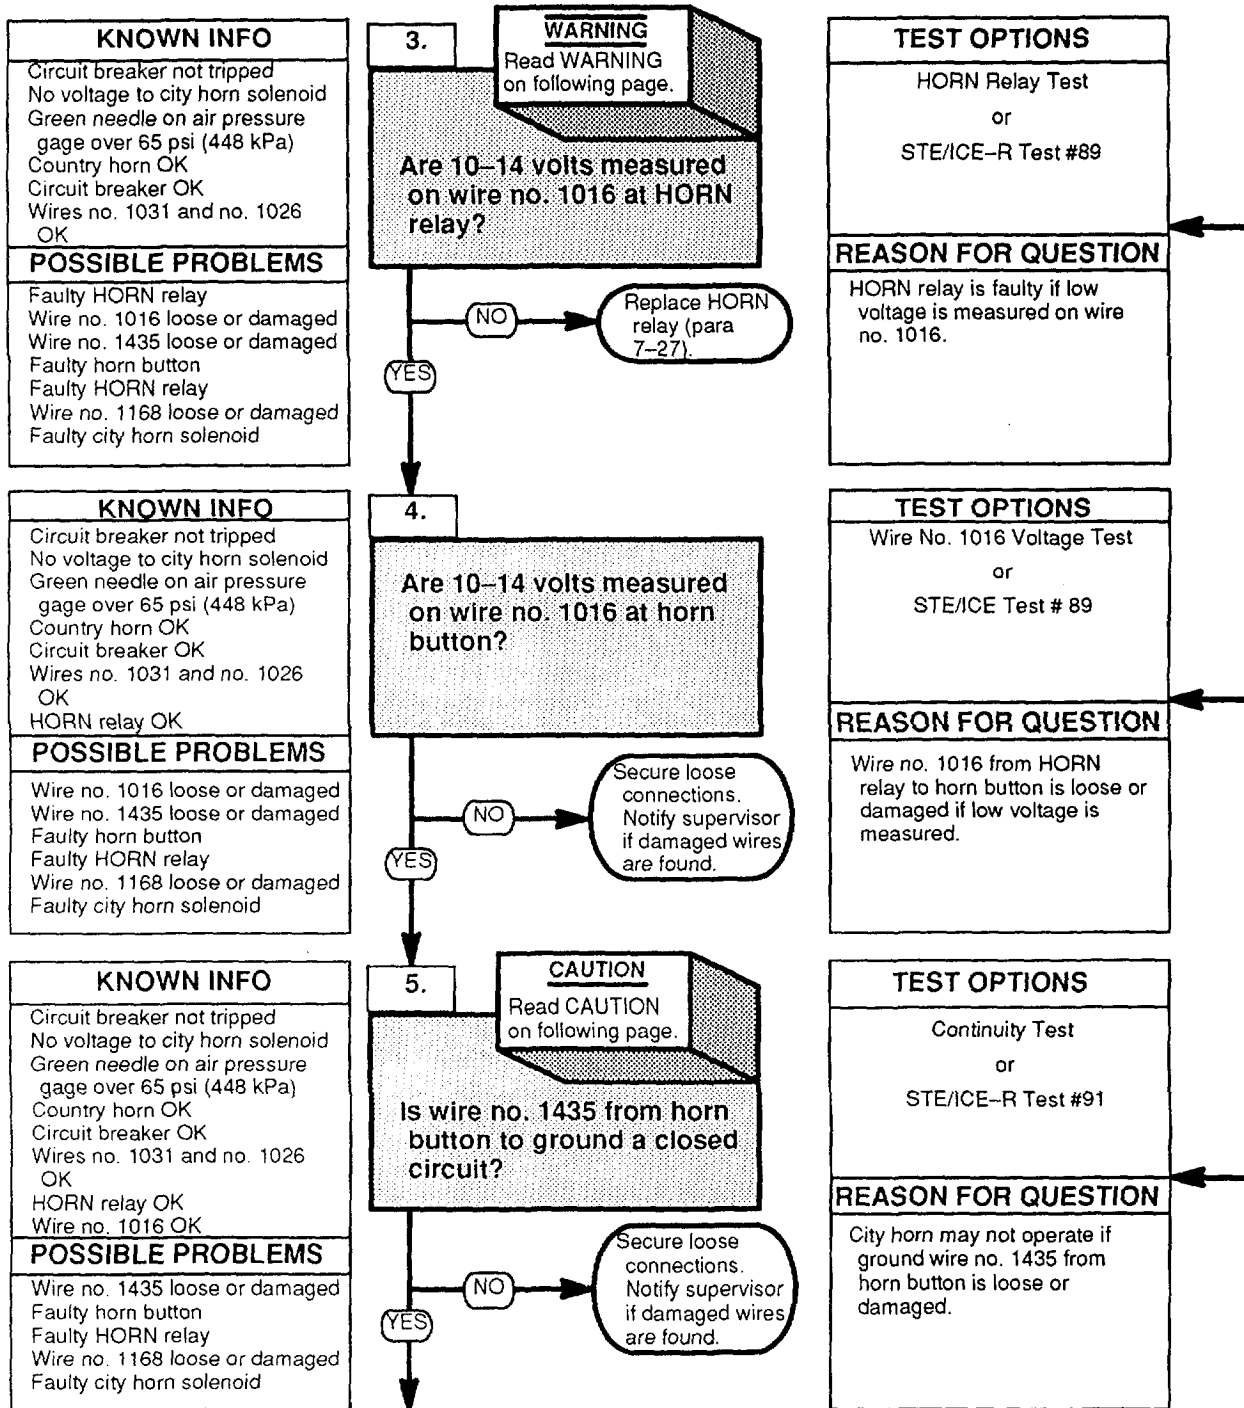 KNOWN INFO
Circuit breaker not tripped
No voltage to city horn solenoid
Green needle on air pressure
gage over 65 psi (448 kPa)
Country horn OK
Circuit breaker OK
Wires no. 1031 and no. 1026
OK
POSSIBLE PROBLEMS
Faulty HORN relay
Wire no. 1016 loose or damaged
Wire no. 1435 loose or damaged
Faulty horn button
Faulty HORN relay
Wire no. 1168 loose or damaged
Faulty city horn solenoid
3.
WARNING
Read WARNING
on following page.
Are 10–14 volts measured
on wire no. 1016 at HORN
relay?
NO
Replace HORN
relay (para
7–27).
YES
TEST OPTIONS
HORN Relay Test
or
STE/ICE–R Test #89
REASON FOR QUESTION
HORN relay is faulty if low
voltage is measured on wire
no. 1016.
KNOWN INFO
Circuit breaker not tripped
No voltage to city horn solenoid
Green needle on air pressure
gage over 65 psi (448 kPa)
Country horn OK
Circuit breaker OK
Wires no. 1031 and no. 1026
OK
HORN relay OK
POSSIBLE PROBLEMS
Wire no. 1016 loose or damaged
Wire no. 1435 loose or damaged
Faulty horn button
Faulty HORN relay
Wire no. 1168 loose or damaged
Faulty city horn solenoid
4.
Are 10–14 volts measured
on wire no. 1016 at horn
button?
NO
Secure loose
connections.
Notify supervisor
if damaged wires
are found.
YES
TEST OPTIONS
Wire No. 1016 Voltage Test
or
STE/ICE Test # 89
REASON FOR QUESTION
Wire no. 1016 from HORN
relay to horn button is loose or
damaged if low voltage is
measured.
KNOWN INFO
Circuit breaker not tripped
No voltage to city horn solenoid
Green needle on air pressure
gage over 65 psi (448 kPa)
Country horn OK
Circuit breaker OK
Wires no. 1031 and no. 1026
OK
HORN relay OK
Wire no. 1016 OK
POSSIBLE PROBLEMS
Wire no. 1435 loose or damaged
Faulty horn button
Faulty HORN relay
Wire no. 1168 loose or damaged
Faulty city horn solenoid
5.
CAUTION
Read CAUTION
on following page.
Is wire no. 1435 from horn
button to ground a closed
circuit?
NO
Secure loose
connections.
Notify supervisor
if damaged wires
are found.
YES
TEST OPTIONS
Continuity Test
or
STE/ICE–R Test #91
REASON FOR QUESTION
City horn may not operate if
ground wire no. 1435 from
horn button is loose or
damaged.